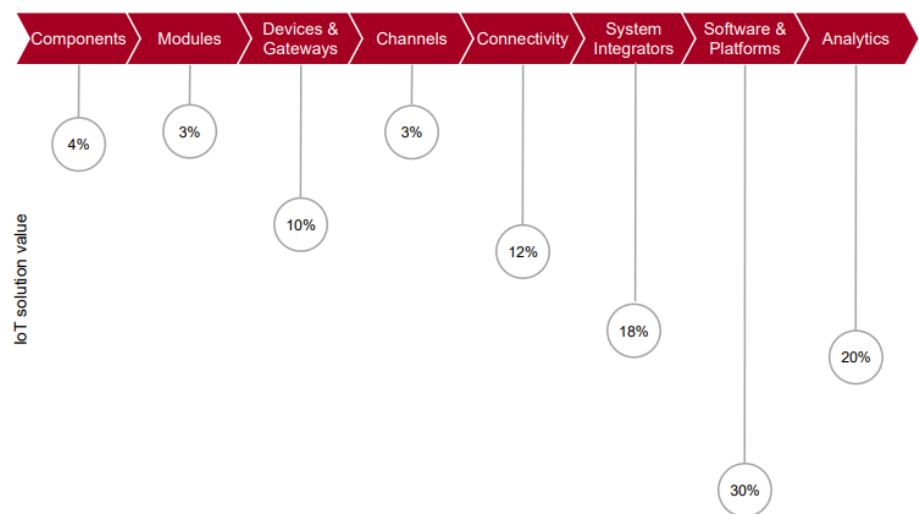 Components
Modules
Devices &
Gateways
Channels
Connectivity
System
Integrators
Software &
Platforms
Analytics
4%
3%
10%
3%
12%
18%
30%
20%
IoT solution value